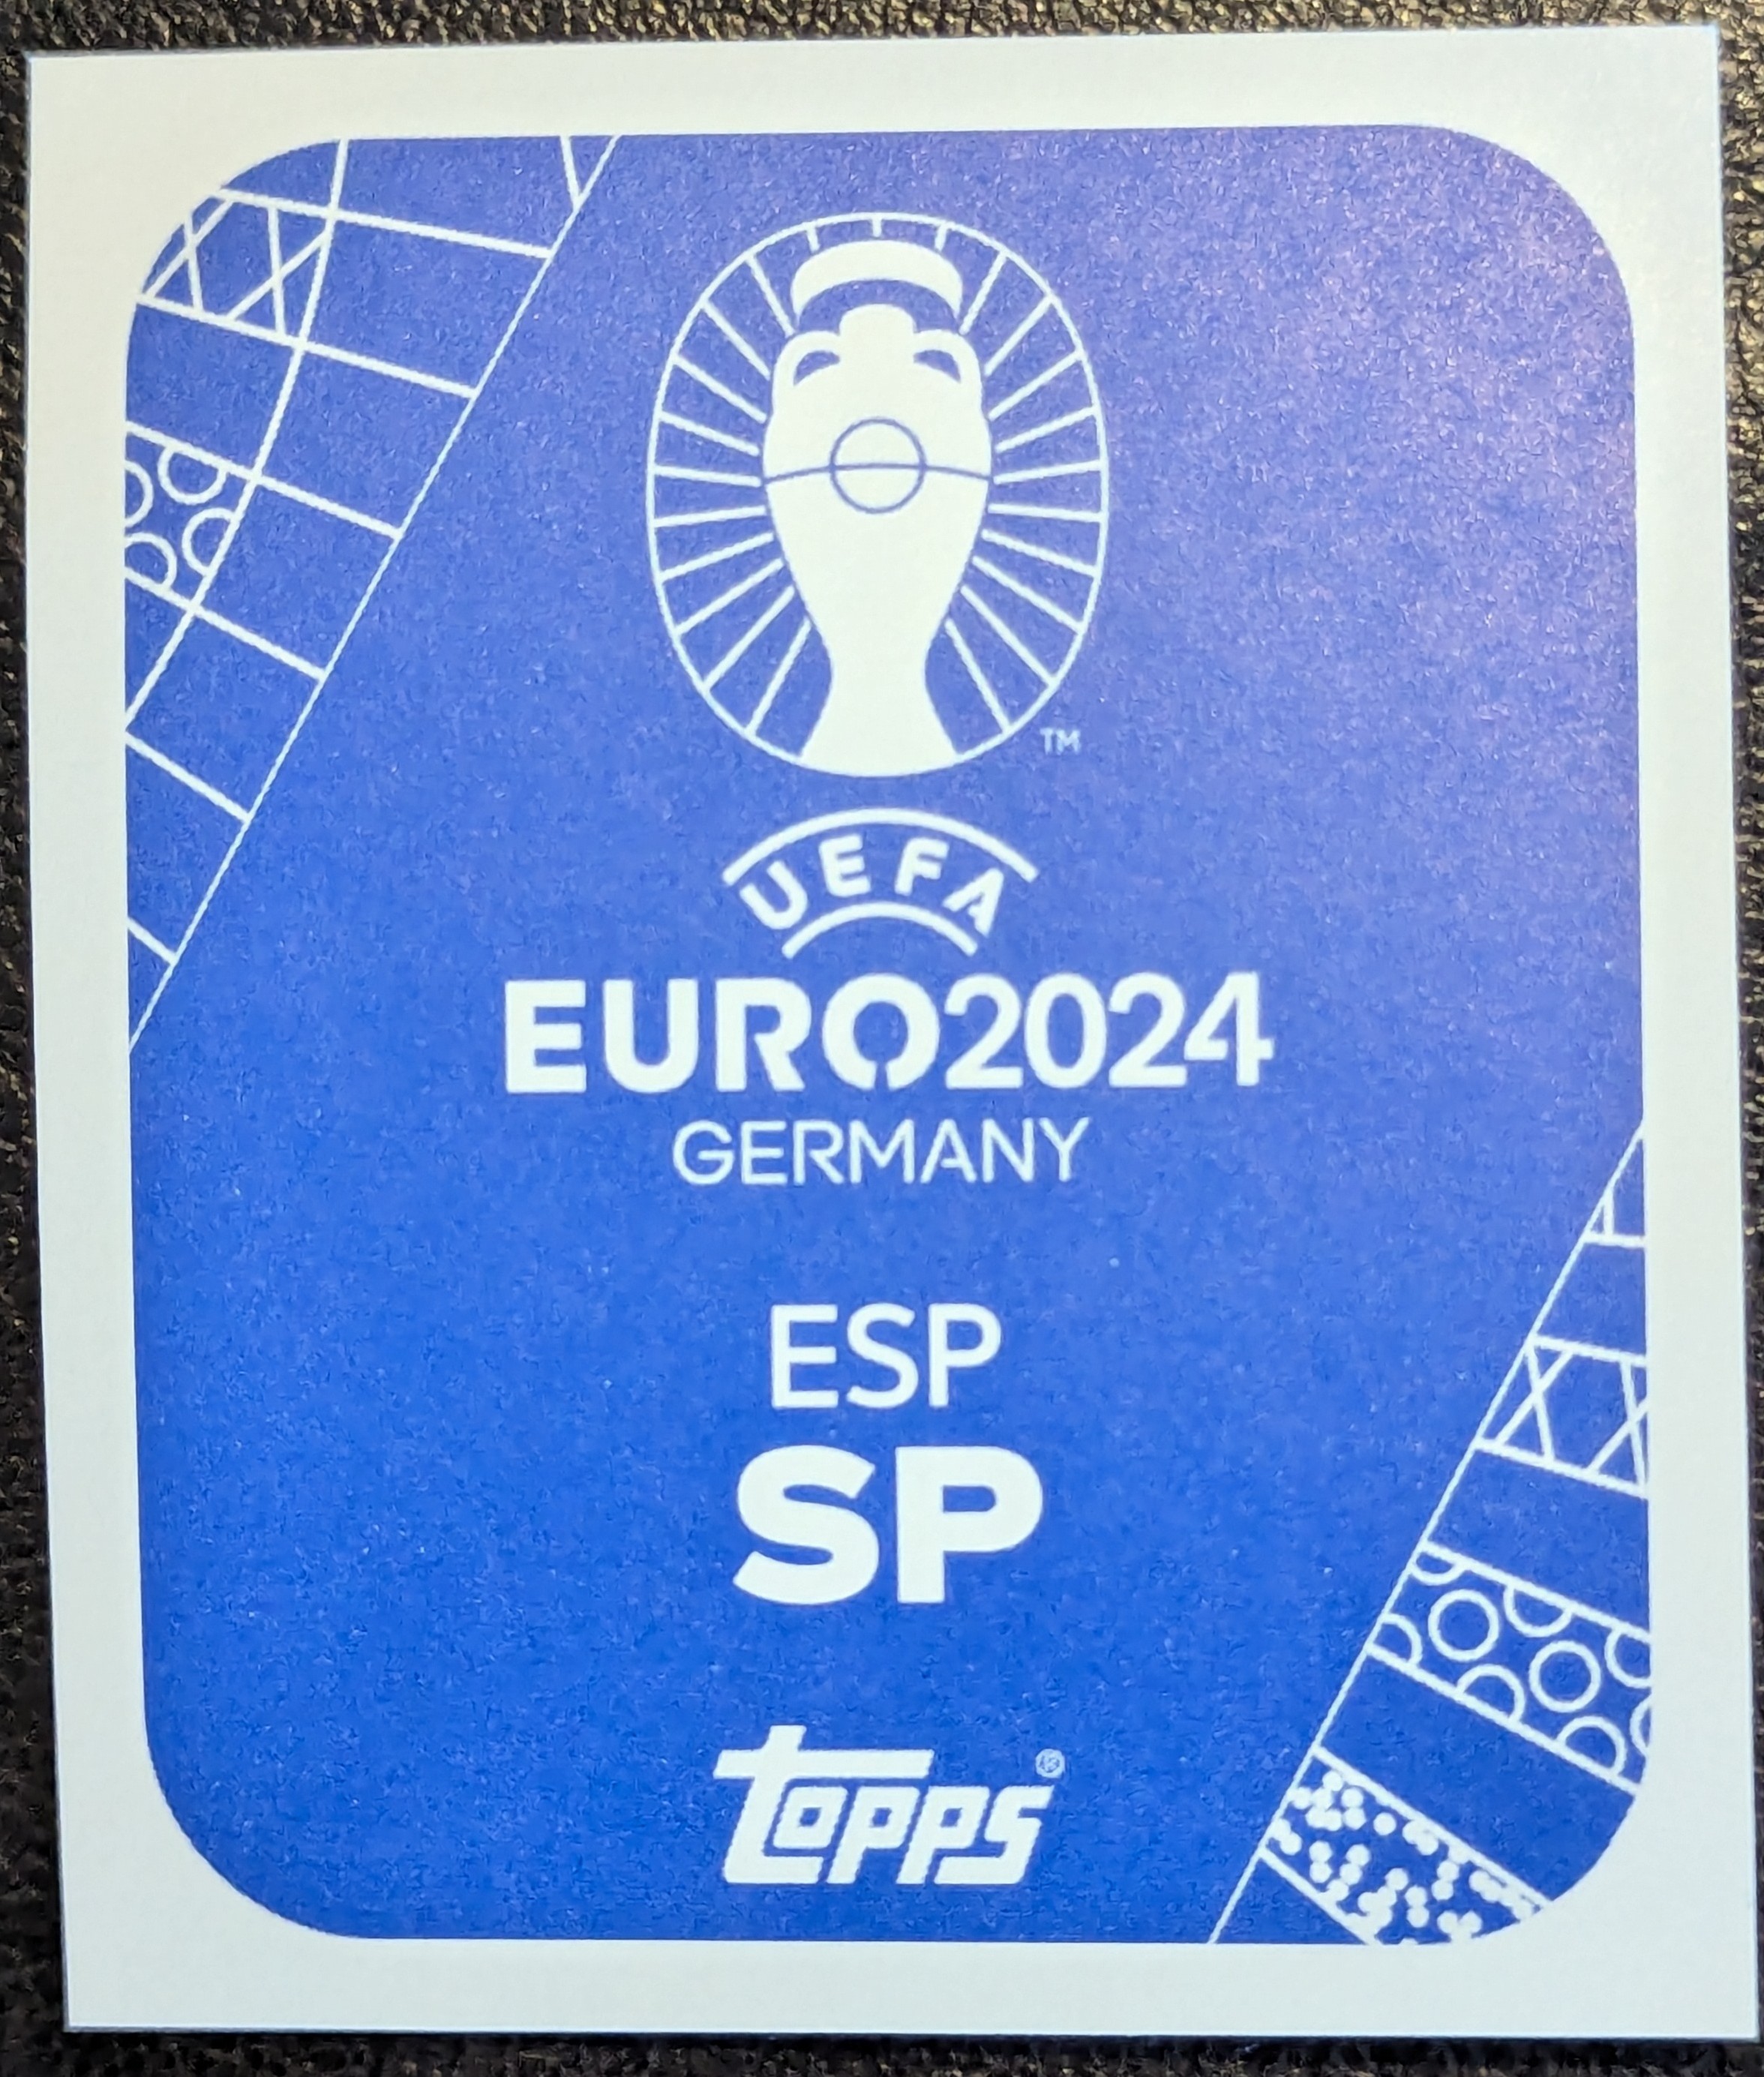 TM
UEFA
EURO2024
GERMANY
ESP
SP
topps®